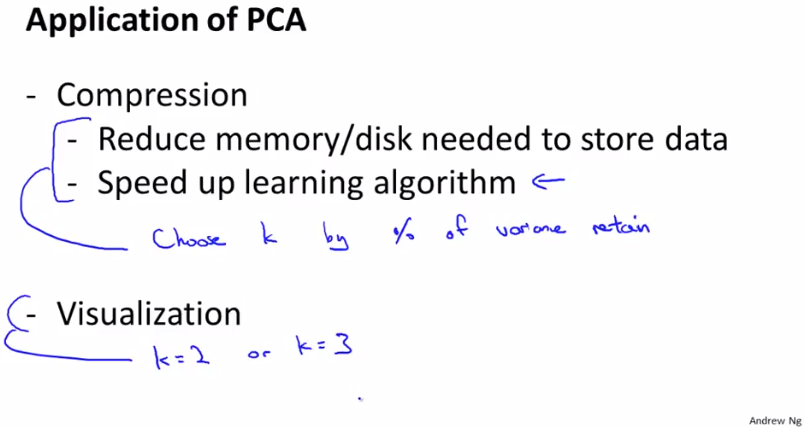 Application of PCA
- Compression
- Reduce memory/disk needed to store data
- Speed up learning algorithm ←
Choose k by % of variance retain
- Visualization
k=2 or k=3
Andrew Ng